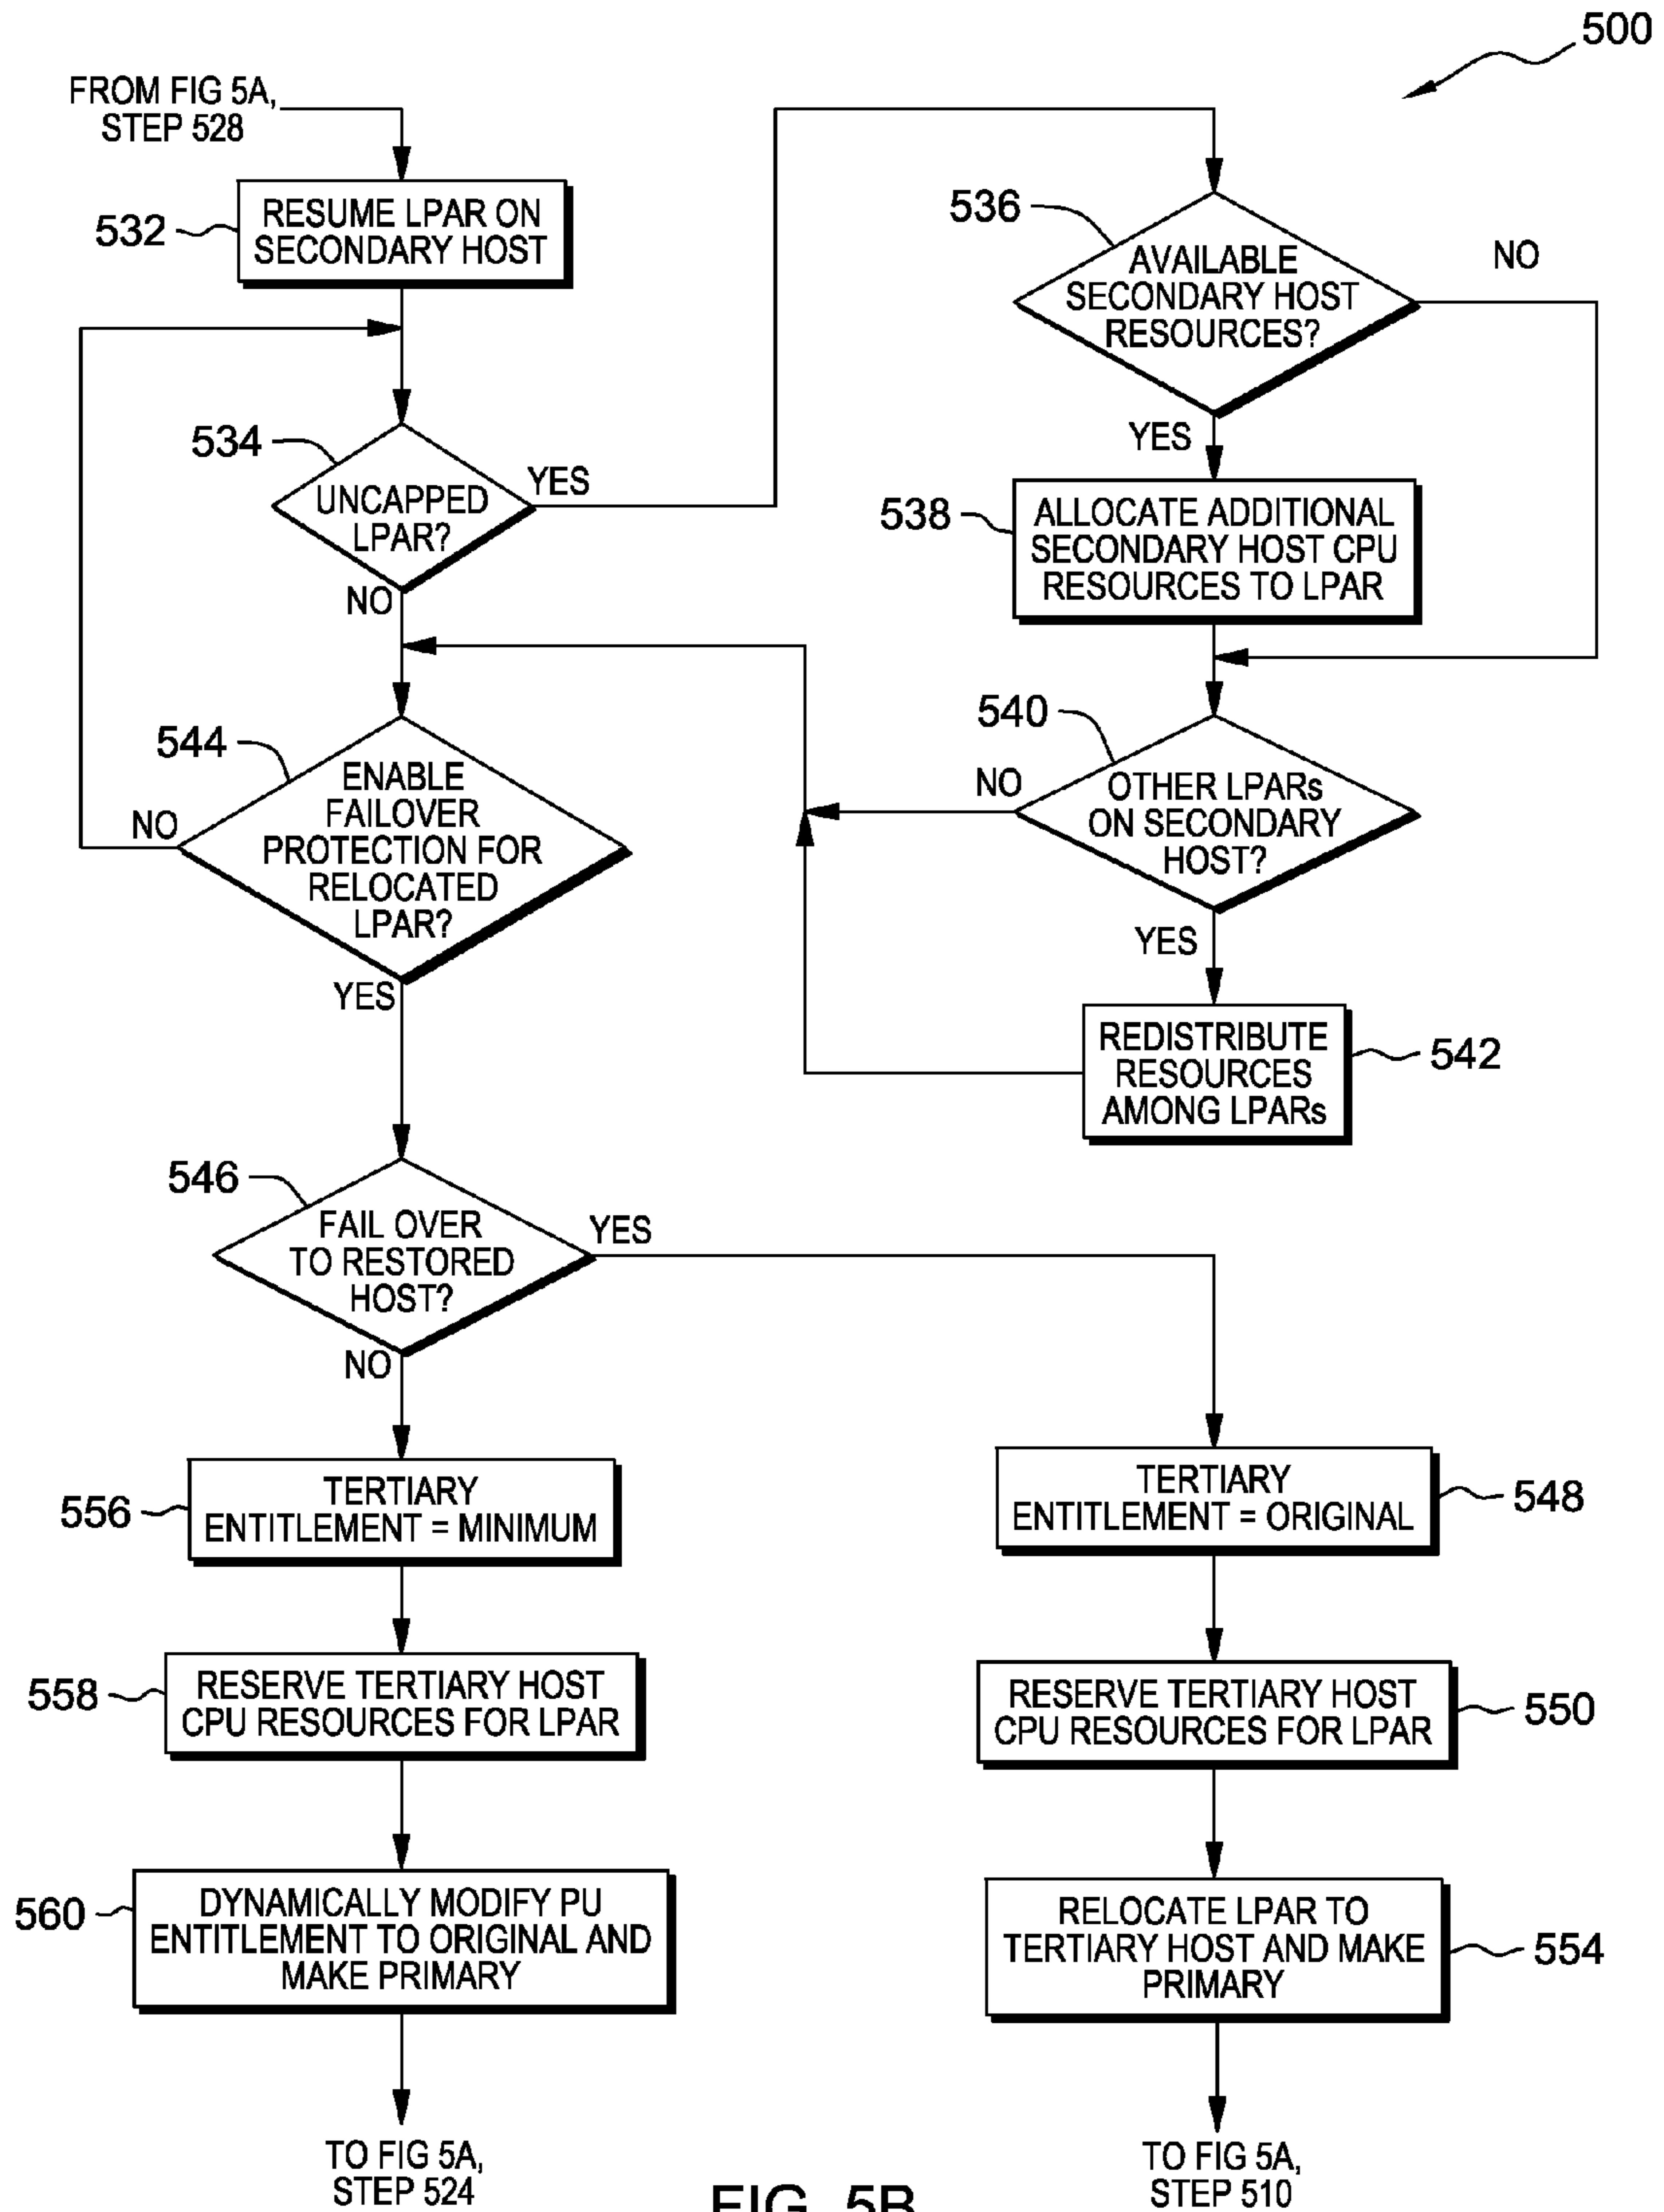 500
FROM FIG 5A,
STEP 528
532
RESUME LPAR ON
SECONDARY HOST
534
UNCAPPED
LPAR?
YES
NO
536
AVAILABLE
SECONDARY HOST
RESOURCES?
NO
YES
538
ALLOCATE ADDITIONAL
SECONDARY HOST CPU
RESOURCES TO LPAR
540
OTHER LPARs
ON SECONDARY
HOST?
NO
YES
REDISTRIBUTE
RESOURCES
AMONG LPARs
542
544
ENABLE
FAILOVER
PROTECTION FOR
RELOCATED
LPAR?
NO
YES
546
FAIL OVER
TO RESTORED
HOST?
YES
NO
556
TERTIARY
ENTITLEMENT = MINIMUM
558
RESERVE TERTIARY HOST
CPU RESOURCES FOR LPAR
560
DYNAMICALLY MODIFY PU
ENTITLEMENT TO ORIGINAL AND
MAKE PRIMARY
TO FIG 5A,
STEP 524
TERTIARY
ENTITLEMENT = ORIGINAL
548
RESERVE TERTIARY HOST
CPU RESOURCES FOR LPAR
550
RELOCATE LPAR TO
TERTIARY HOST AND MAKE
PRIMARY
554
TO FIG 5A,
STEP 510
FIG. 5B